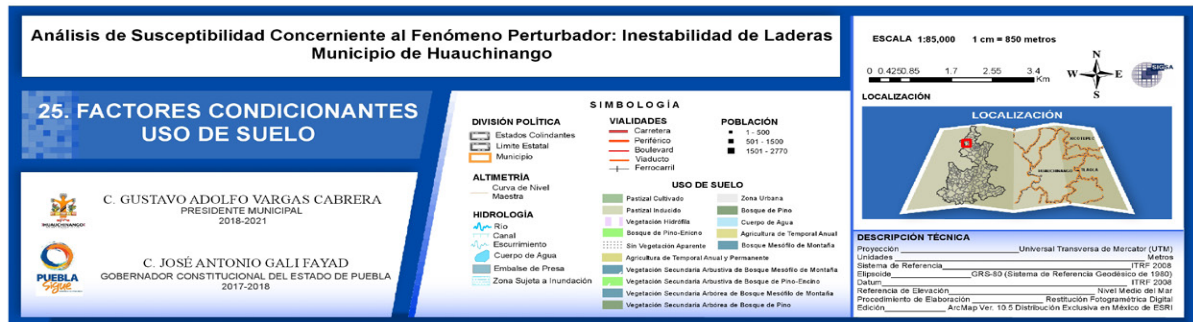 Análisis de Susceptibilidad Concerniente al Fenómeno Perturbador: Inestabilidad de Laderas
Municipio de Huauchinango
25. FACTORES CONDICIONANTES
USO DE SUELO
HUAUCHINANGO
C. GUSTAVO ADOLFO VARGAS CABRERA
PRESIDENTE MUNICIPAL
2018-2021
PUEBLA
Sigue
C. JOSÉ ANTONIO GALI FAYAD
GOBERNADOR CONSTITUCIONAL DEL ESTADO DE PUEBLA
2017-2018
SIMBOLOGÍA
DIVISIÓN POLÍTICA
Estados Colindantes
Límite Estatal
Municipio
ALTIMETRÍA
Curva de Nivel
Maestra
HIDROLOGÍA
Río
Canal
Escurrimiento
Cuerpo de Agua
Embalse de Presa
Zona Sujeta a Inundación
VIALIDADES
Carretera
Periférico
Boulevard
Viaducto
Ferrocarril
POBLACIÓN
1 - 500
501 - 1500
1501 - 2770
USO DE SUELO
Pastizal Cultivado
Pastizal Inducido
Vegetación Hidrófila
Bosque de Pino-Enicno
Sin Vegetación Aparente
Zona Urbana
Bosque de Pino
Cuerpo de Agua
Agricultura de Temporal Anual
Bosque Mesófilo de Montaña
Agricultura de Temporal Anual y Permanente
Vegetación Secundaria Arbustiva de Bosque Mesófilo de Montaña
Vegetación Secundaria Arbustiva de Bosque de Pino-Encino
Vegetación Secundaria Arbórea de Bosque Mesófilo de Montaña
Vegetación Secundaria Arbórea de Bosque de Pino
ESCALA 1:85,000 1 cm = 850 metros
0 0.425 0.85 1.7 2.55 3.4
Km
N
W E
S
SIGSA
LOCALIZACIÓN
LOCALIZACIÓN
DESCRIPCIÓN TÉCNICA
Proyección Universal Transversa de Mercator (UTM)
Unidades Metros
Sistema de Referencia ITRF 2008
Elipsoide GRS-80 (Sistema de Referencia Geodésico de 1980)
Datum ITRF 2008
Referencia de Elevación Nivel Medio del Mar
Procedimiento de Elaboración Restitución Fotogramétrica Digital
Edición ArcMap Ver. 10.5 Distribución Exclusiva en México de ESRI